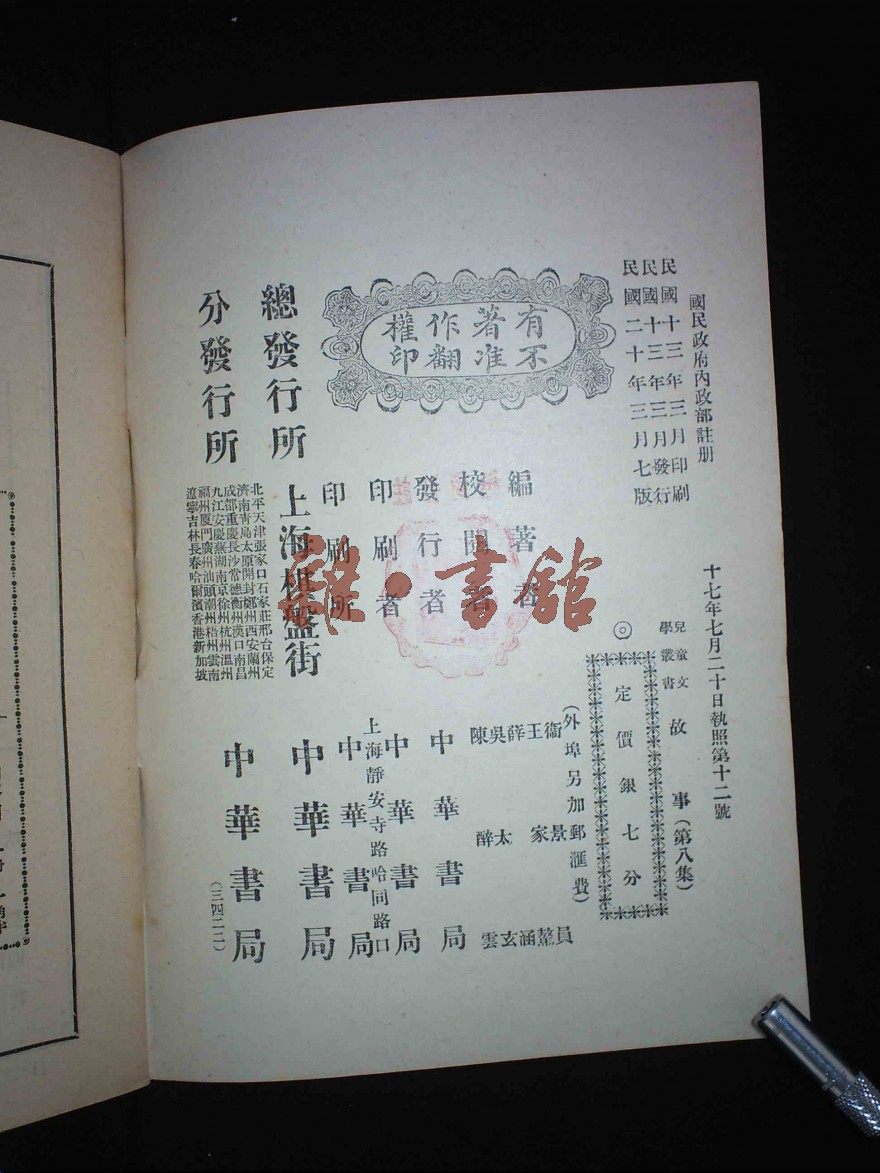 國民政府內政部註册
十七年七月二十日執照第十二號
民國十三年三月印刷
民國十三年三月發行
民國二十年三月七版
兒童文
學叢書
故事(第八集)
◎定價銀七分
(外埠另加郵匯費)
有著作權
不准翻印
編著者
衞景員
王家鼇
薛涵
吳太玄
陳醉雲
校閱者
發行者
中華書局
印刷者
中華書局
印刷所
上海靜安寺路哈同路口
中華書局
總發行所
上海棋盤街
中華書局
分發行所
北平天津張家口石家莊邢台保定
濟南青島太原開封鄭州西安蘭州
成都重慶長沙常德衡州漢口南昌
九江安慶蕪湖南京徐州杭州溫州
福州廈門廣州汕頭潮州梧州雲南
遼寧吉林長春哈爾濱香港新加坡
中華書局
(三四二二)
書館